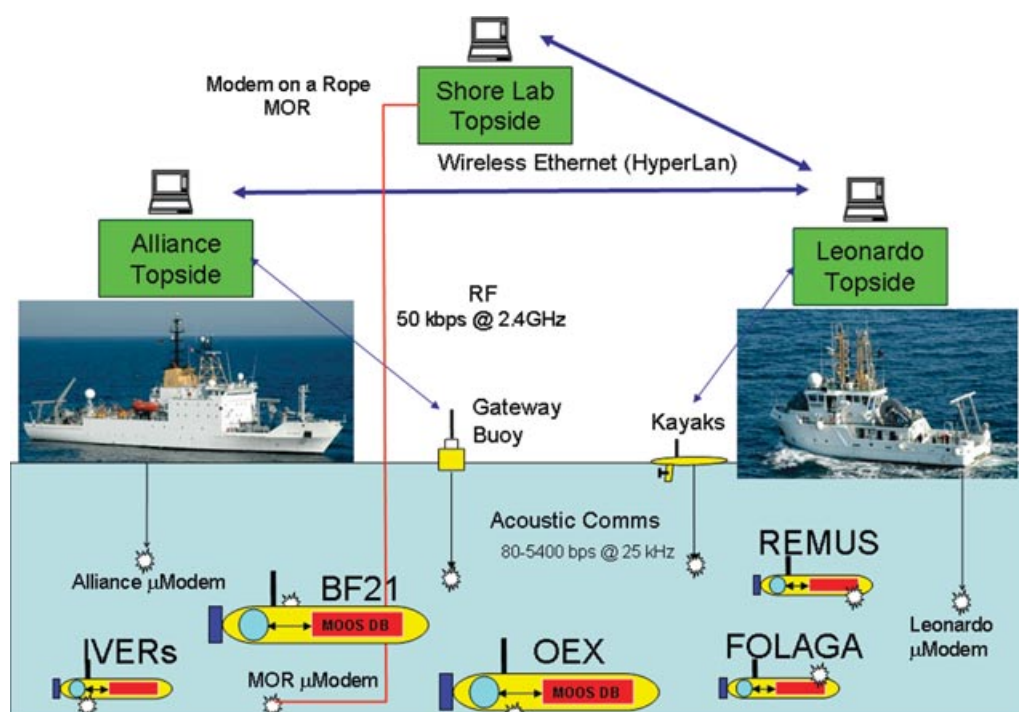 Modem on a Rope
MOR
Shore Lab
Topside
Wireless Ethernet (HyperLan)
Alliance
Topside
Leonardo
Topside
RF
50 kbps @ 2.4GHz
Gateway
Buoy
Kayaks
Acoustic Comms
80-5400 bps @ 25 kHz
Alliance μModem
BF21
MOOS DB
REMUS
Leonardo
μModem
IVERs
MOR μModem
OEX
MOOS DB
FOLAGA